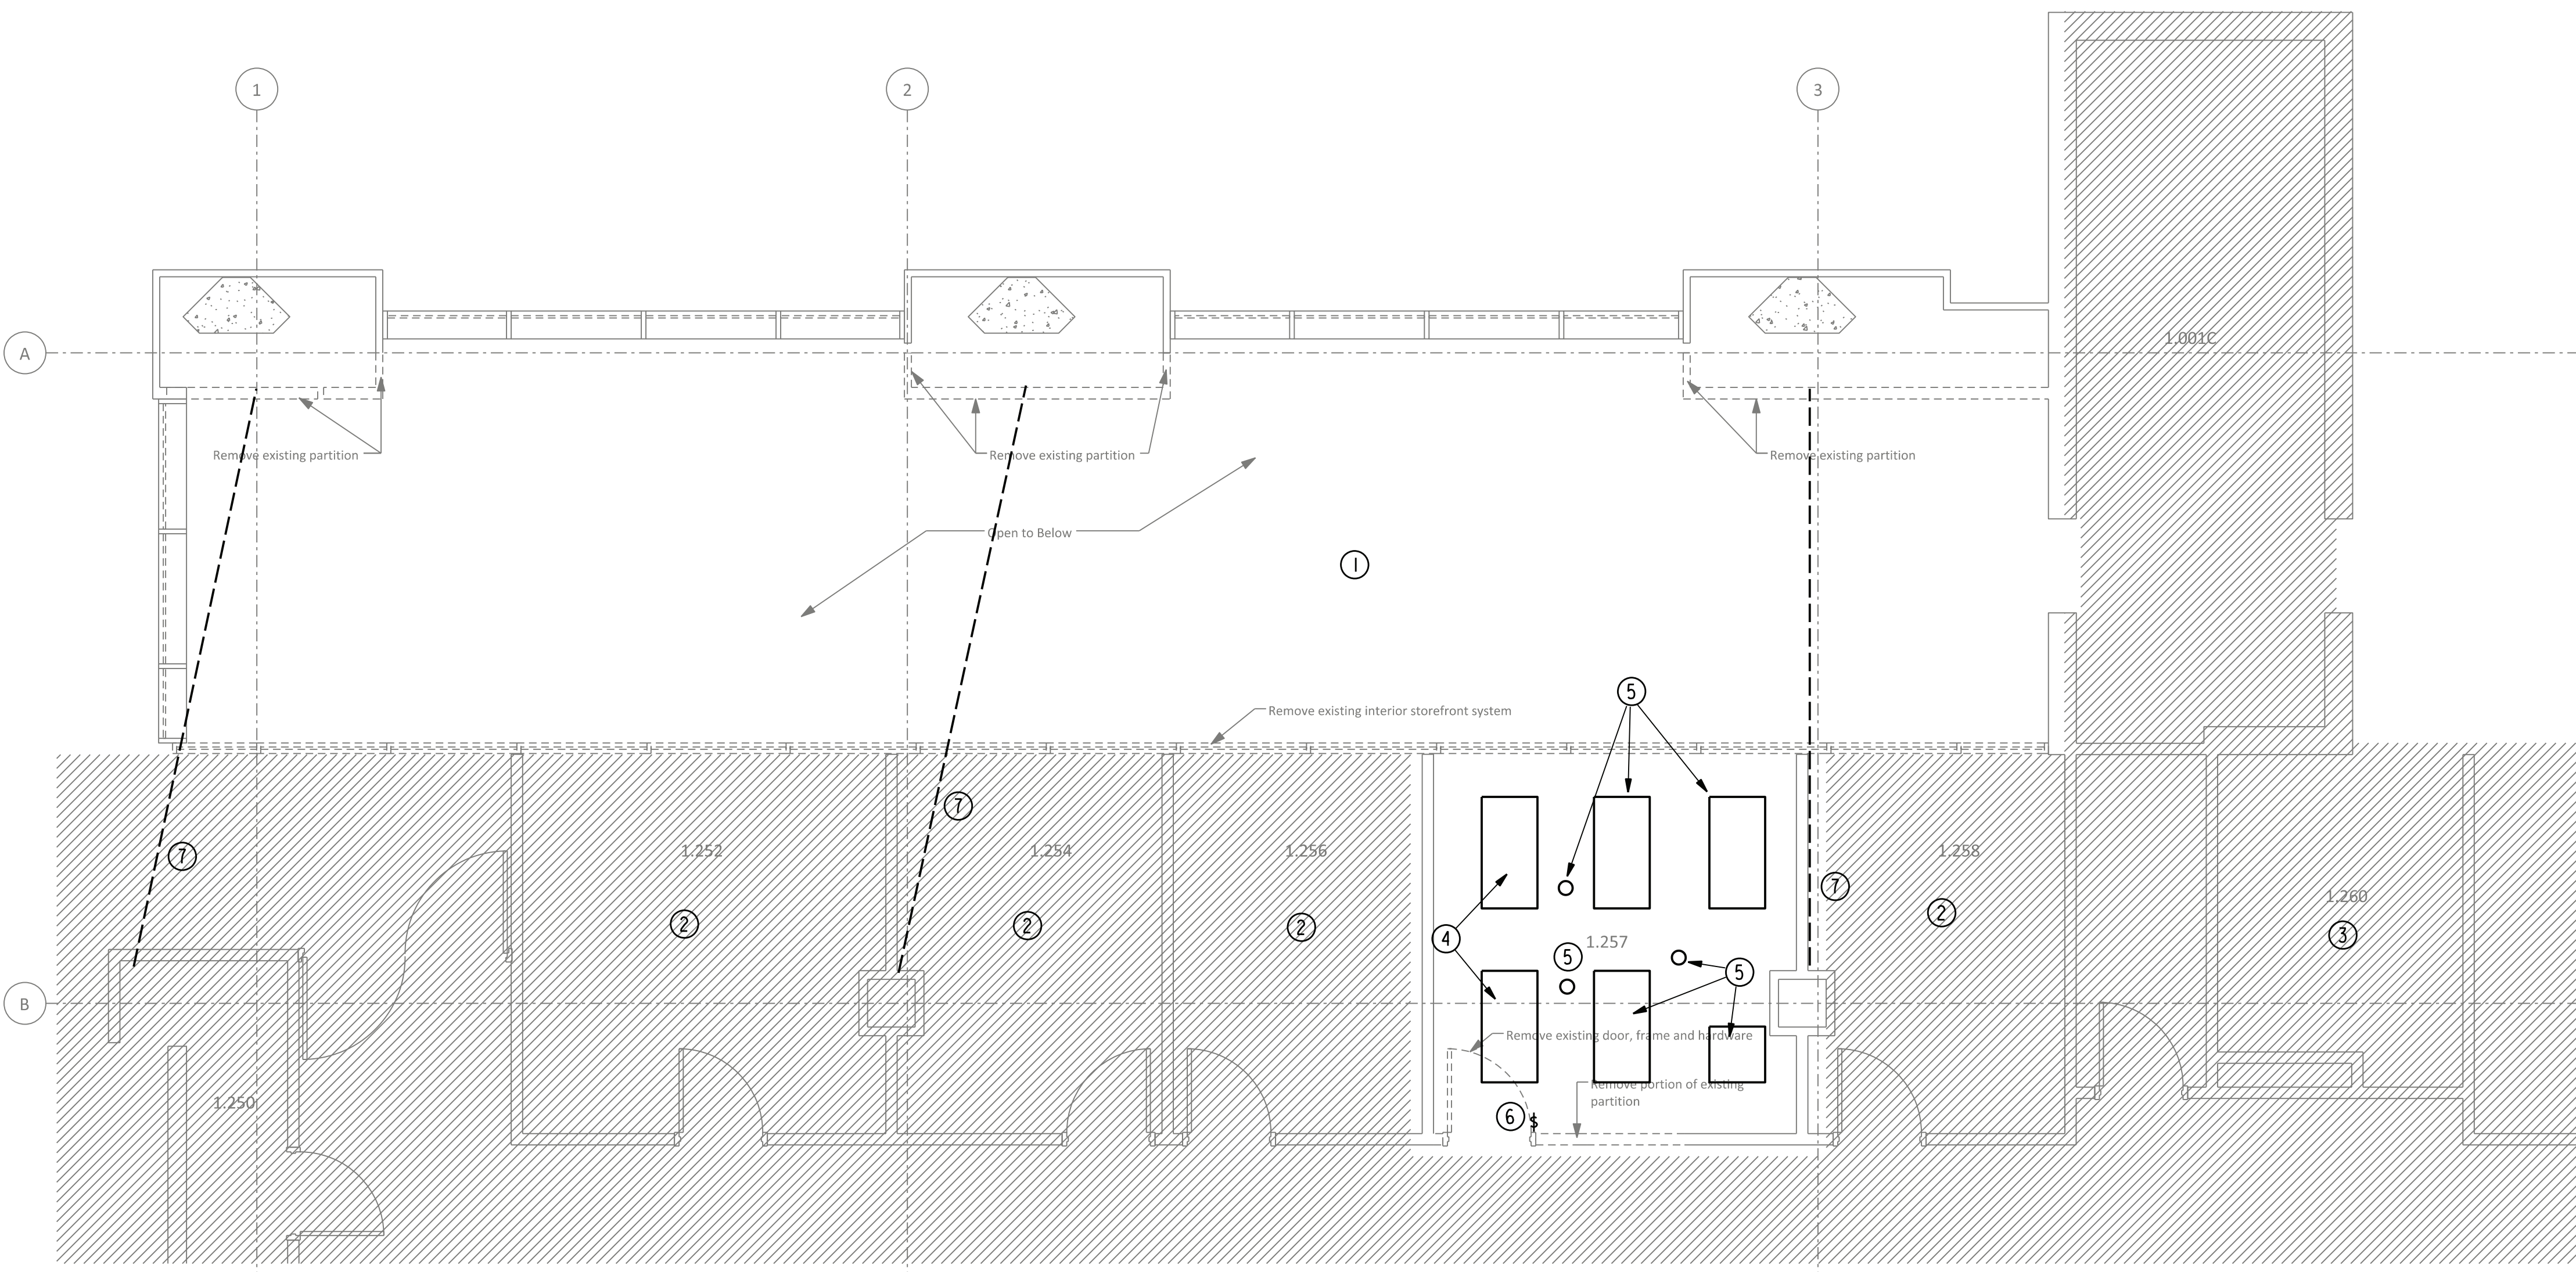 1
2
3
A
1.001C
Remove existing partition
Remove existing partition
Remove existing partition
Open to Below
1
5
Remove existing interior storefront system
7
7
1.252
1.254
1.256
1.258
7
1.260
2
2
2
2
3
4
1.257
5
5
B
Remove existing door, frame and hardware
Remove portion of existing
partition
1.250
6
$